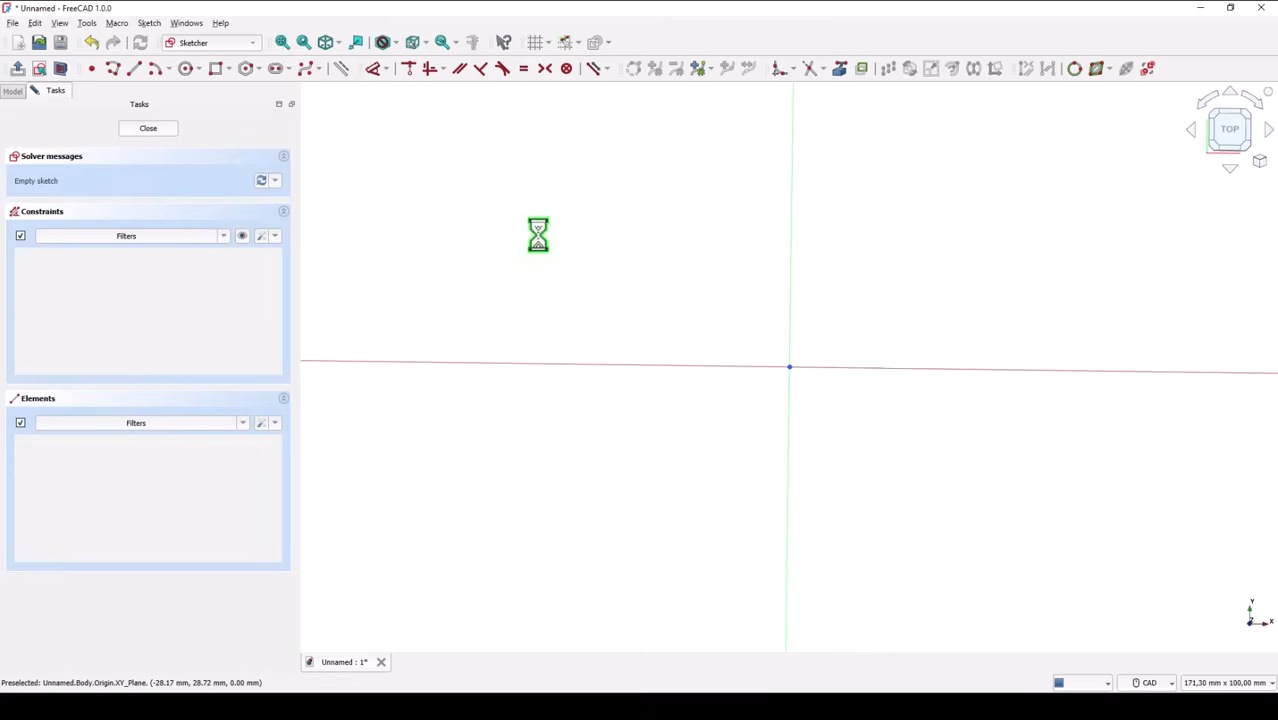 * Unnamed - FreeCAD 1.0.0
File Edit View Tools Macro Sketch Windows Help
Sketcher
Model Tasks
Tasks
Close
Solver messages
Empty sketch
Constraints
Filters
Elements
Filters
TOP
Y
Z X
Unnamed : 1*
Preselected: Unnamed.Body.Origin.XY_Plane. (-28.17 mm, 28.72 mm, 0.00 mm)
CAD
171,30 mm x 100,00 mm